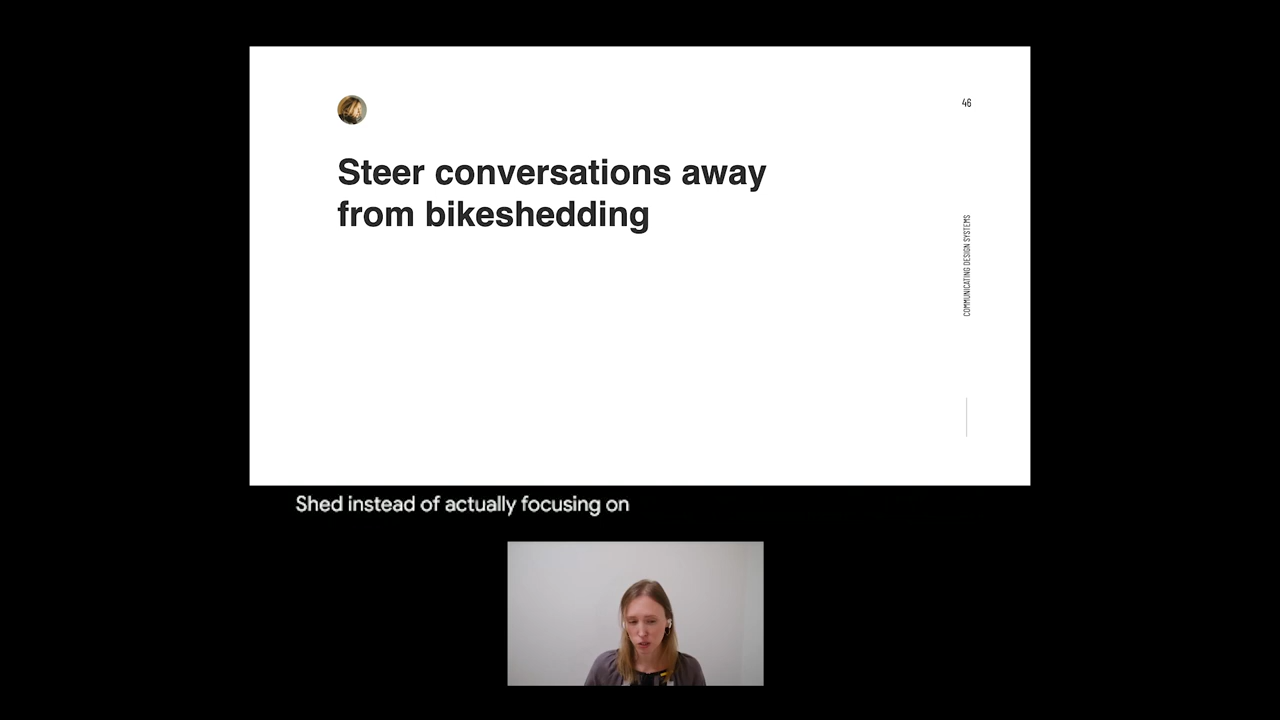 46
Steer conversations away
from bikeshedding
COMMUNICATING DESIGN SYSTEMS
Shed instead of actually focusing on